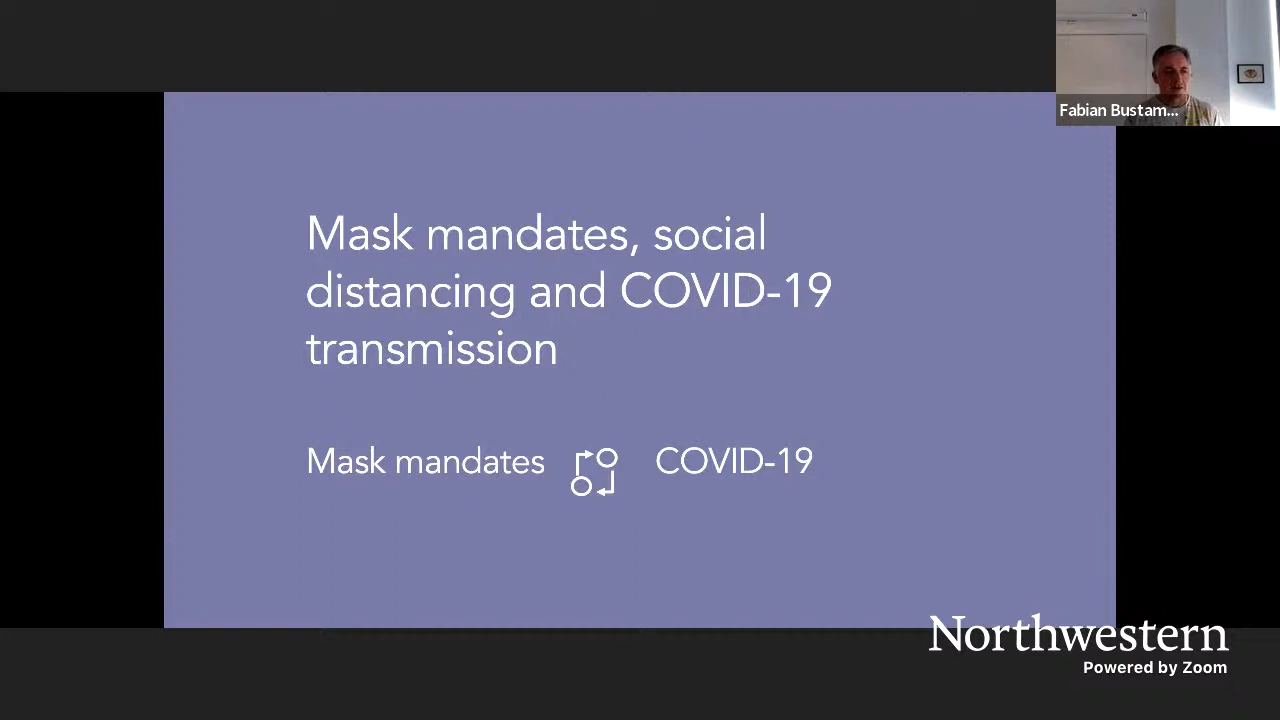 Fabian Bustam...
Mask mandates, social
distancing and COVID-19
transmission
Mask mandates COVID-19
Northwestern
Powered by Zoom